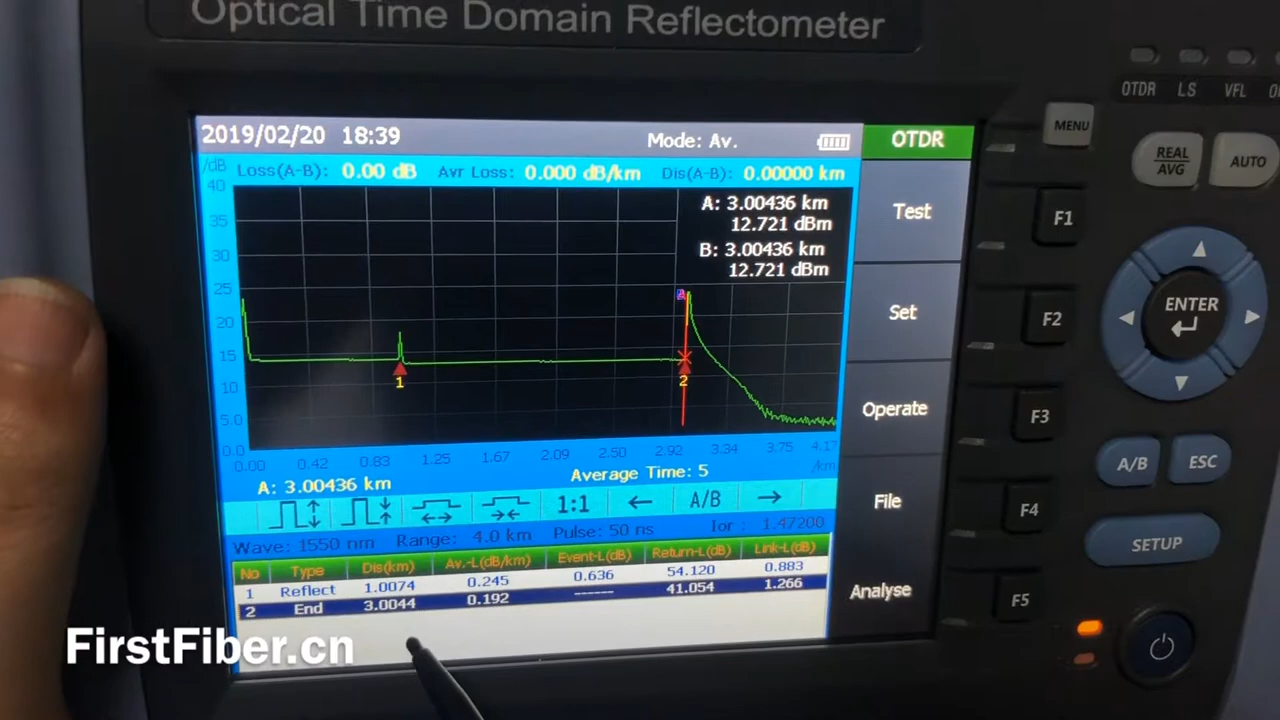 Optical Time Domain Reflectometer
2019/02/20 18:39 Mode: Av. OTDR
/dB Loss(A-B): 0.00 dB Avr Loss: 0.000 dB/km Dis(A-B): 0.00000 km
40
35
30
25
20
15
10
5.0
0.0
A: 3.00436 km
12.721 dBm
B: 3.00436 km
12.721 dBm
1
2
0.00 0.42 0.83 1.25 1.67 2.09 2.50 2.92 3.34 3.75 4.17
/km
A: 3.00436 km Average Time: 5
1:1 ← A/B →
Wave: 1550 nm Range: 4.0 km Pulse: 50 ns Ior : 1.47200
No Type Dis(km) Av.-L(dB/km) Event-L(dB) Return-L(dB) Link-L(dB)
1 Reflect 1.0074 0.245 0.636 54.120 0.883
2 End 3.0044 0.192 ------ 41.054 1.266
Test
Set
Operate
File
Analyse
OTDR LS VFL
MENU
REAL
AVG
AUTO
F1
F2
F3
F4
F5
ENTER
A/B
ESC
SETUP
FirstFiber.cn